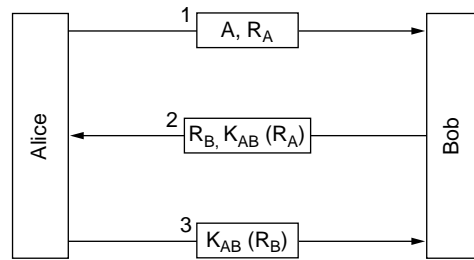 1
A, R_A
Alice
2
R_B, K_AB (R_A)
Bob
3
K_AB (R_B)